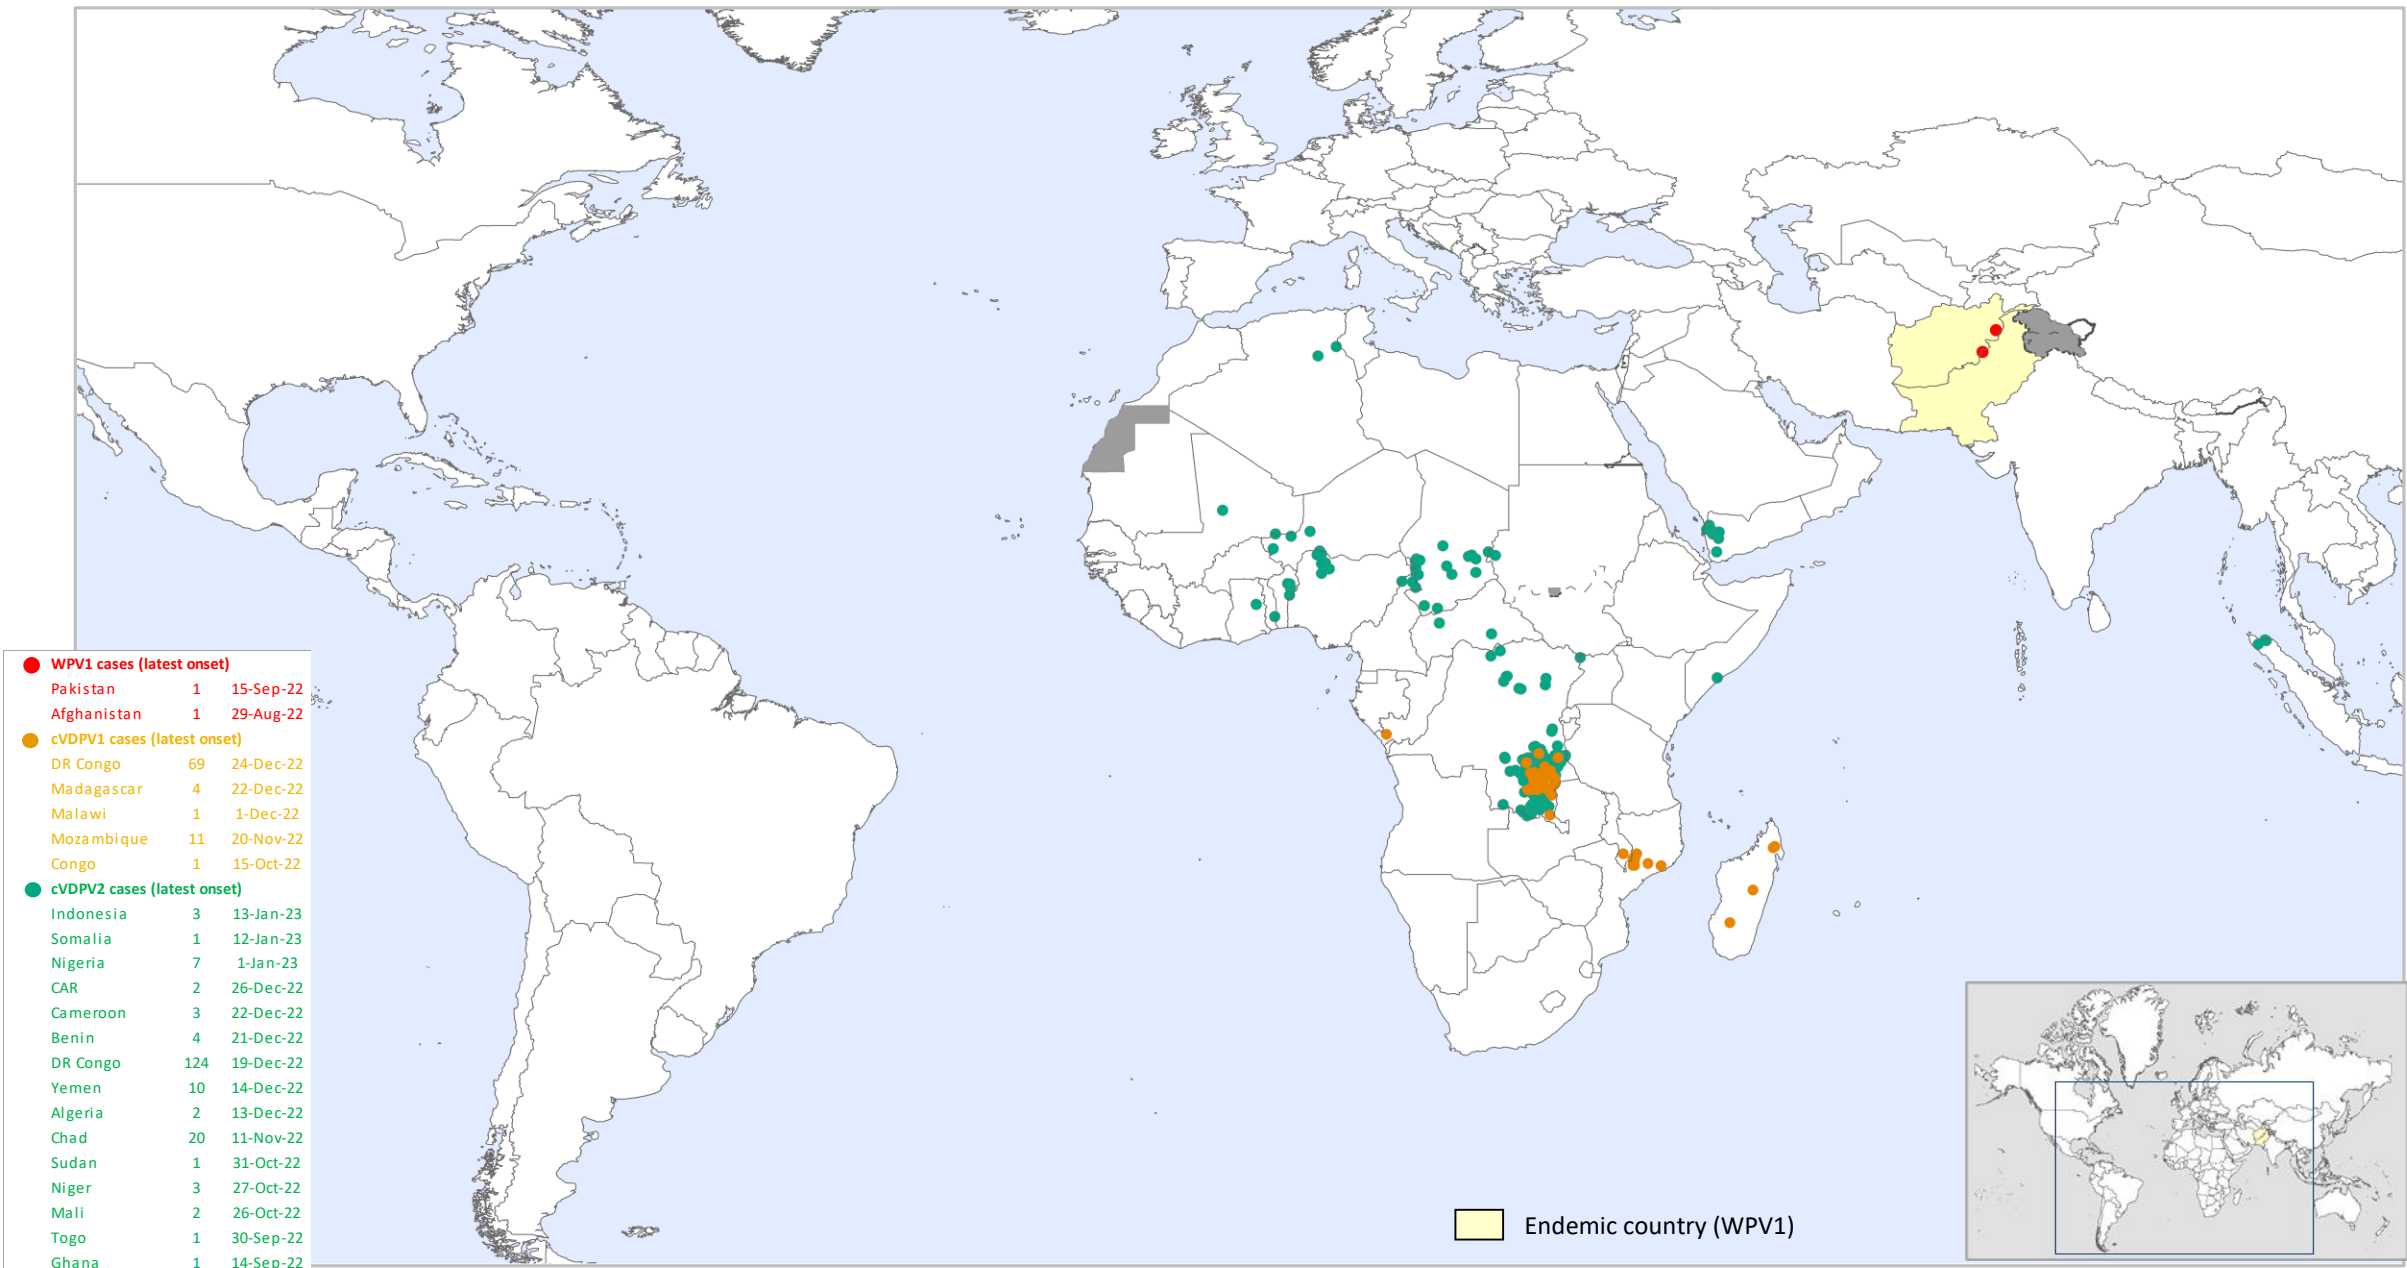 WPV1 cases (latest onset)
Pakistan 1 15-Sep-22
Afghanistan 1 29-Aug-22
cVDPV1 cases (latest onset)
DR Congo 69 24-Dec-22
Madagascar 4 22-Dec-22
Malawi 1 1-Dec-22
Mozambique 11 20-Nov-22
Congo 1 15-Oct-22
cVDPV2 cases (latest onset)
Indonesia 3 13-Jan-23
Somalia 1 12-Jan-23
Nigeria 7 1-Jan-23
CAR 2 26-Dec-22
Cameroon 3 22-Dec-22
Benin 4 21-Dec-22
DR Congo 124 19-Dec-22
Yemen 10 14-Dec-22
Algeria 2 13-Dec-22
Chad 20 11-Nov-22
Sudan 1 31-Oct-22
Niger 3 27-Oct-22
Mali 2 26-Oct-22
Togo 1 30-Sep-22
Ghana 1 14-Sep-22
Endemic country (WPV1)